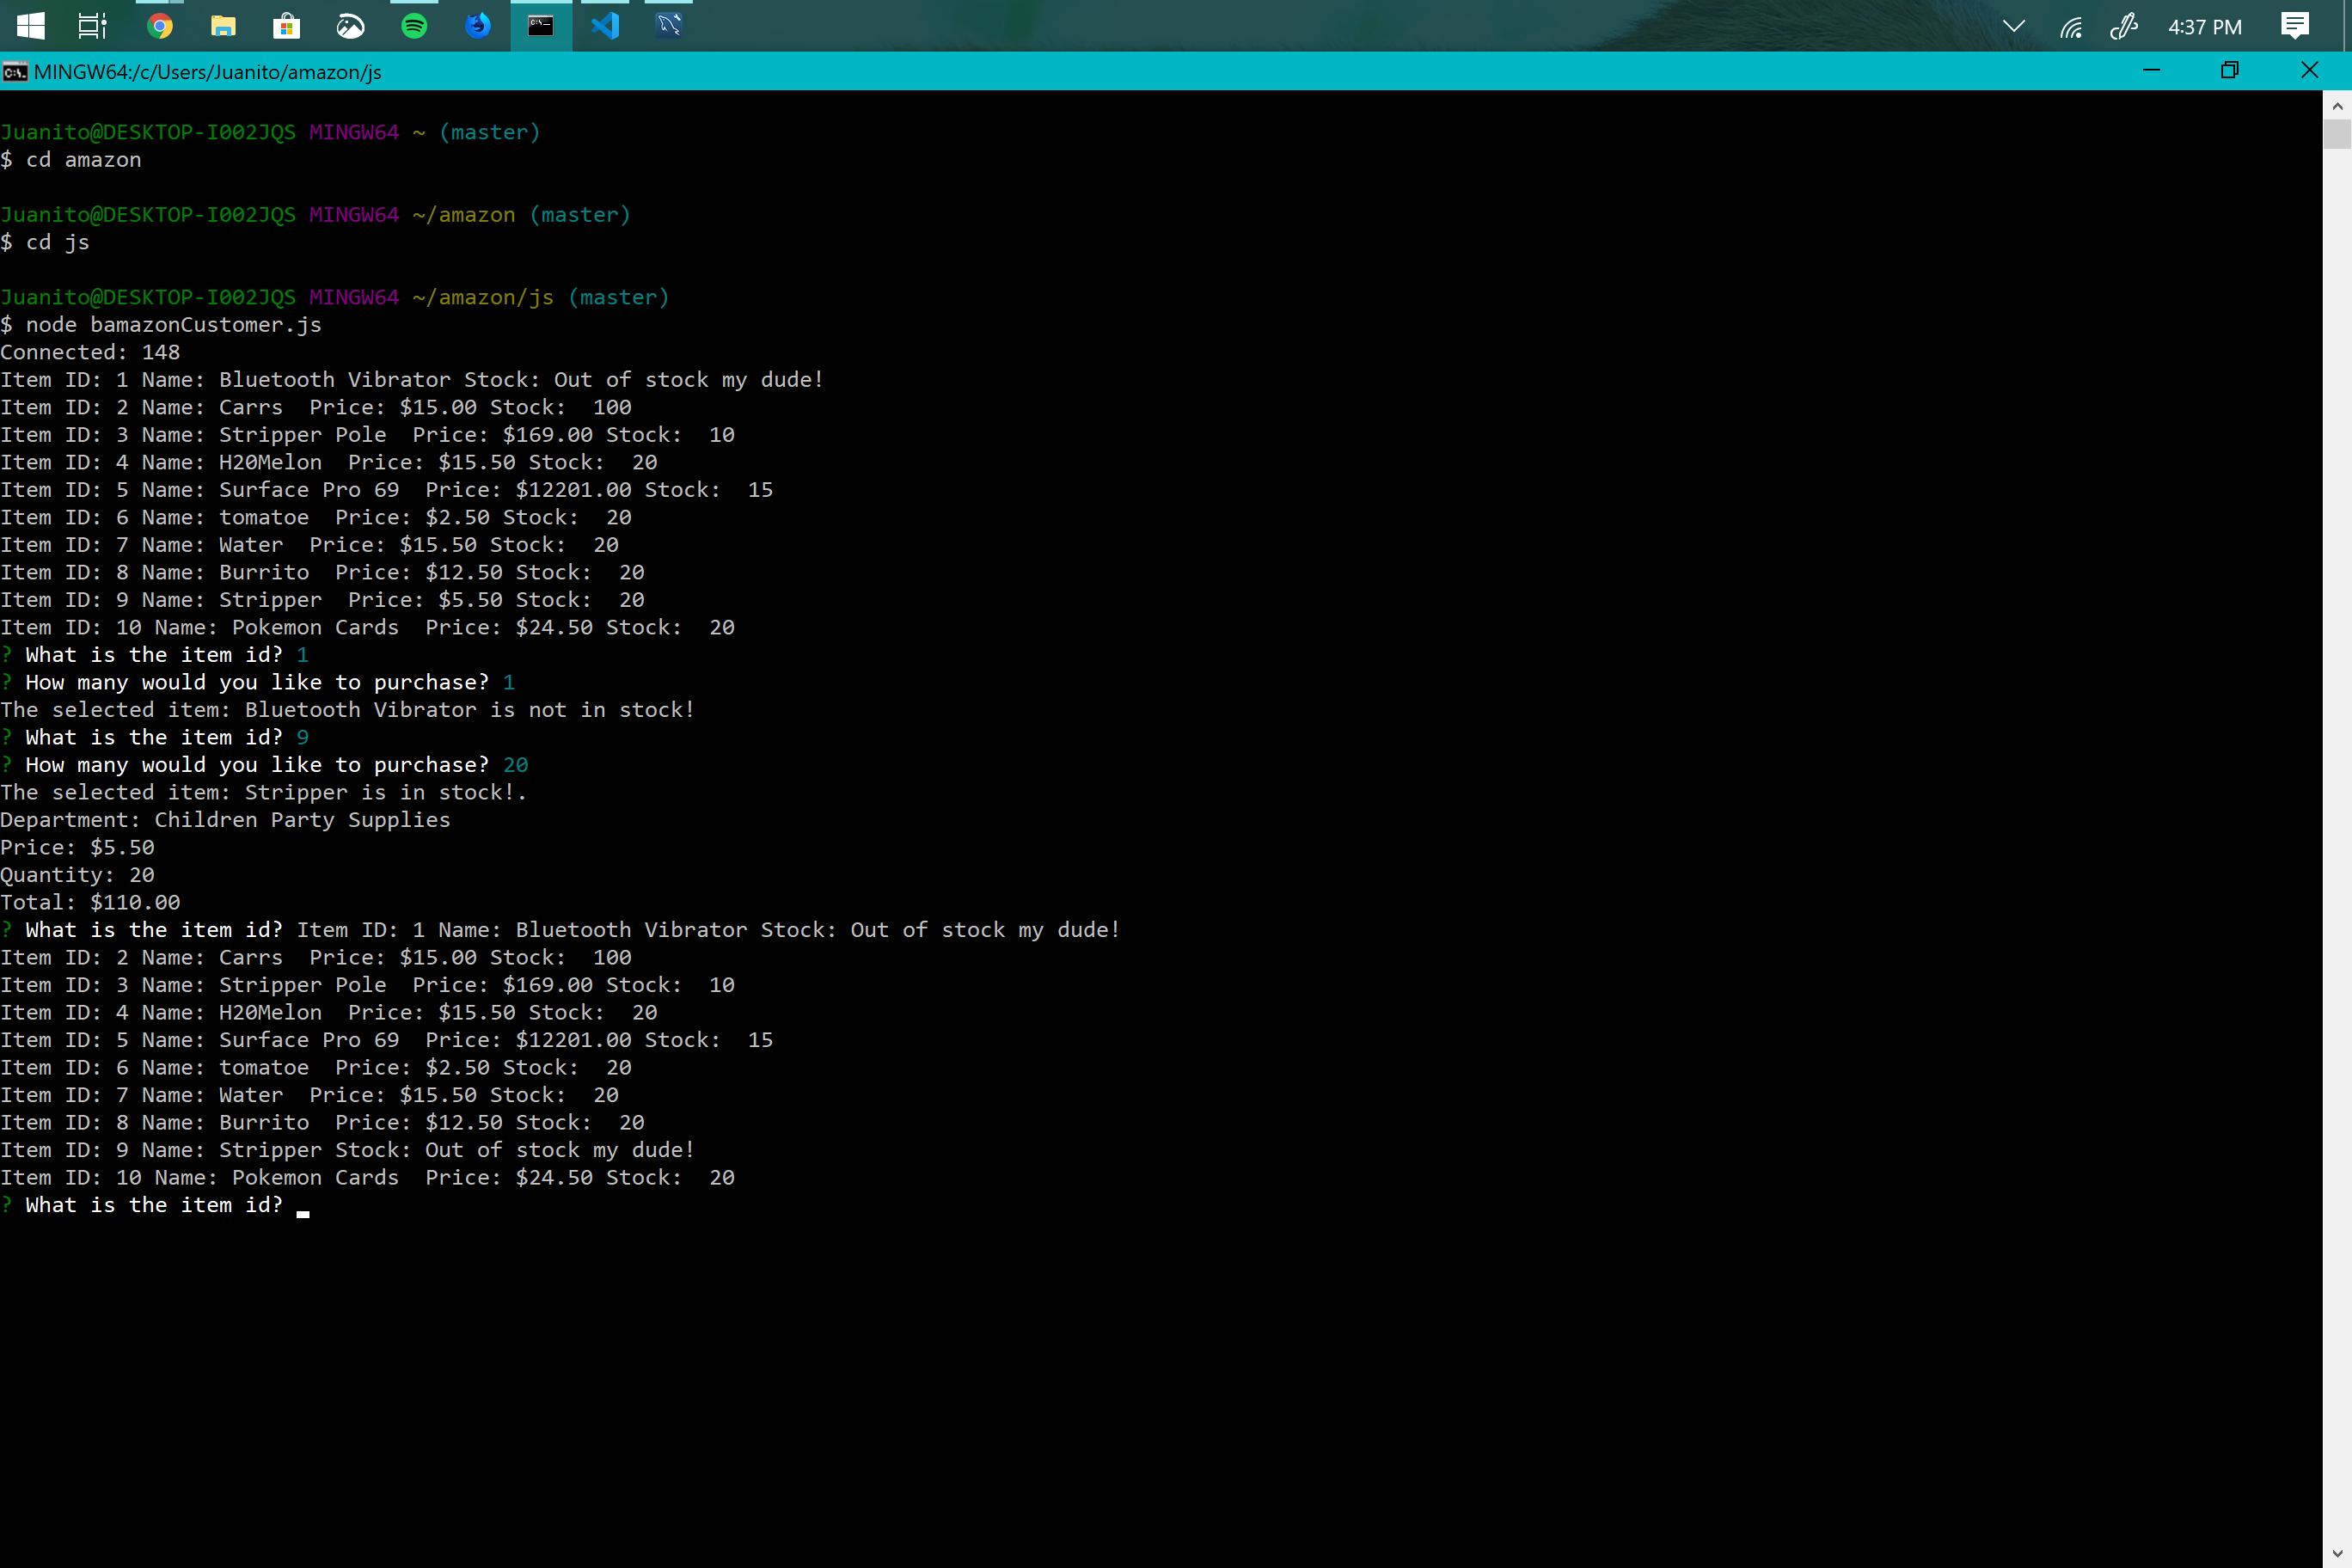 4:37 PM
MINGW64:/c/Users/Juanito/amazon/js
Juanito@DESKTOP-I002JQS MINGW64 ~ (master)
$ cd amazon
Juanito@DESKTOP-I002JQS MINGW64 ~/amazon (master)
$ cd js
Juanito@DESKTOP-I002JQS MINGW64 ~/amazon/js (master)
$ node bamazonCustomer.js
Connected: 148
Item ID: 1 Name: Bluetooth Vibrator Stock: Out of stock my dude!
Item ID: 2 Name: Carrs  Price: $15.00 Stock:  100
Item ID: 3 Name: Stripper Pole  Price: $169.00 Stock:  10
Item ID: 4 Name: H20Melon  Price: $15.50 Stock:  20
Item ID: 5 Name: Surface Pro 69  Price: $12201.00 Stock:  15
Item ID: 6 Name: tomatoe  Price: $2.50 Stock:  20
Item ID: 7 Name: Water  Price: $15.50 Stock:  20
Item ID: 8 Name: Burrito  Price: $12.50 Stock:  20
Item ID: 9 Name: Stripper  Price: $5.50 Stock:  20
Item ID: 10 Name: Pokemon Cards  Price: $24.50 Stock:  20
? What is the item id? 1
? How many would you like to purchase? 1
The selected item: Bluetooth Vibrator is not in stock!
? What is the item id? 9
? How many would you like to purchase? 20
The selected item: Stripper is in stock!.
Department: Children Party Supplies
Price: $5.50
Quantity: 20
Total: $110.00
? What is the item id? Item ID: 1 Name: Bluetooth Vibrator Stock: Out of stock my dude!
Item ID: 2 Name: Carrs  Price: $15.00 Stock:  100
Item ID: 3 Name: Stripper Pole  Price: $169.00 Stock:  10
Item ID: 4 Name: H20Melon  Price: $15.50 Stock:  20
Item ID: 5 Name: Surface Pro 69  Price: $12201.00 Stock:  15
Item ID: 6 Name: tomatoe  Price: $2.50 Stock:  20
Item ID: 7 Name: Water  Price: $15.50 Stock:  20
Item ID: 8 Name: Burrito  Price: $12.50 Stock:  20
Item ID: 9 Name: Stripper Stock: Out of stock my dude!
Item ID: 10 Name: Pokemon Cards  Price: $24.50 Stock:  20
? What is the item id?